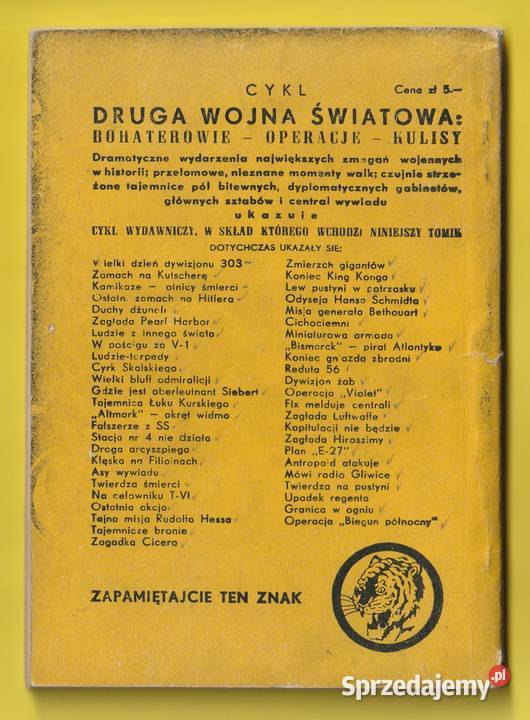 CYKL
Cena zł 5.—
DRUGA WOJNA ŚWIATOWA:
BOHATEROWIE – OPERACJE – KULISY
Dramatyczne wydarzenia największych zmagań wojennych
w historii; przełomowe, nieznane momenty walk; czujnie strze-
żone tajemnice pól bitewnych, dyplomatycznych gabinetów,
głównych sztabów i central wywiadu
ukazuje
CYKL WYDAWNICZY, W SKŁAD KTÓREGO WCHODZI NINIEJSZY TOMIK
DOTYCHCZAS UKAZAŁY SIĘ:
Wielki dzień dywizjonu 303
Zamach na Kutscherę
Kamikaze – lotnicy śmierci
Ostatni zamach na Hitlera
Duchy dżungli
Zagłada Pearl Harbor
Ludzie z innego świata
W pościgu za V-1
Ludzie-torpedy
Cyrk Skalskiego
Wielki bluff admiralicji
Gdzie jest oberleutnant Siebert
Tajemnica Łuku Kurskiego
„Altmark" – okręt widmo
Fałszerze z SS
Stacja nr 4 nie działa
Droga arcyszpiega
Klęska na Filipinach
Asy wywiadu
Twierdza śmierci
Na celowniku T-VI
Ostatnia akcja
Tajna misja Rudolfa Hessa
Tajemnicze bronie
Zagadka Cicero
Zmierzch gigantów
Koniec King Konga
Lew pustyni w potrzasku
Odyseja Hansa Schmidta
Misja generała Bethouart
Cichociemni
Miniaturowa armada
„Bismarck" – pirat Atlantyku
Koniec gniazda zbrodni
Reduta 56
Dywizjon żab
Operacja „Violet"
Fix melduje centrali
Zagłada Luftwaffe
Kapitulacji nie będzie
Zagłada Hiroszimy
Plan „E-27"
Antropoid atakuje
Mówi radio Gliwice
Twierdza na pustyni
Upadek regenta
Granica w ogniu
Operacja „Biegun północny"
ZAPAMIĘTAJCIE TEN ZNAK
Sprzedajemy.pl